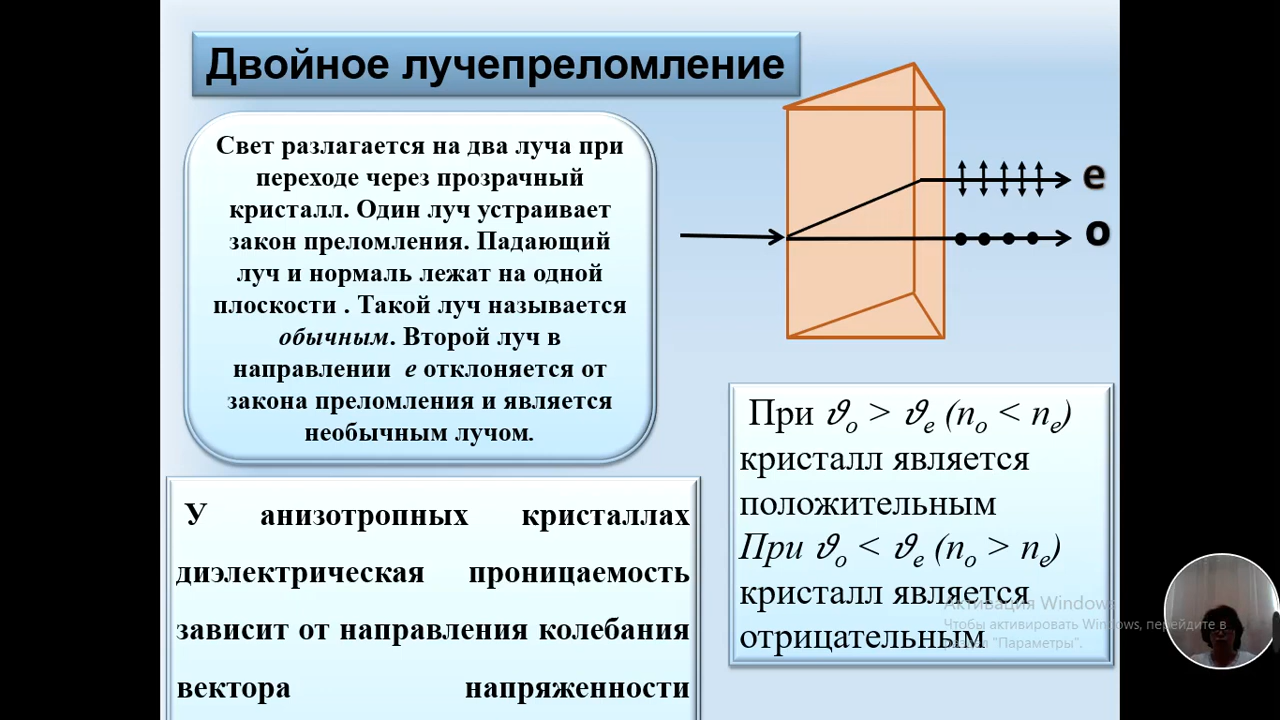 Двойное лучепреломление
Свет разлагается на два луча при
переходе через прозрачный
кристалл. Один луч устраивает
закон преломления. Падающий
луч и нормаль лежат на одной
плоскости . Такой луч называется
обычным. Второй луч в
направлении е отклоняется от
закона преломления и является
необычным лучом.
e
o
При 𝜗o > 𝜗e (no < ne)
кристалл является
положительным
При 𝜗o < 𝜗e (no > ne)
кристалл является
отрицательным
У анизотропных кристаллах
диэлектрическая проницаемость
зависит от направления колебания
вектора напряженности
Активация Windows
Чтобы активировать Windows, перейдите в
раздел "Параметры".